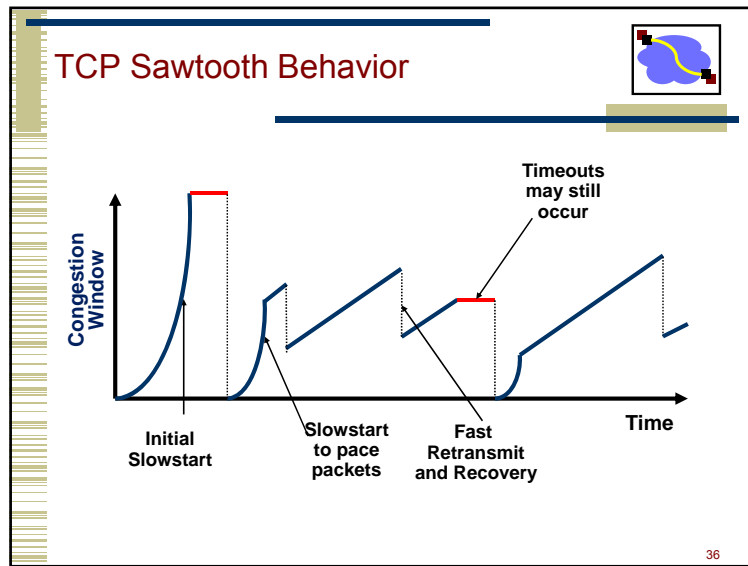 TCP Sawtooth Behavior
Timeouts
may still
occur
Congestion
Window
Time
Initial
Slowstart
Slowstart
to pace
packets
Fast
Retransmit
and Recovery
36